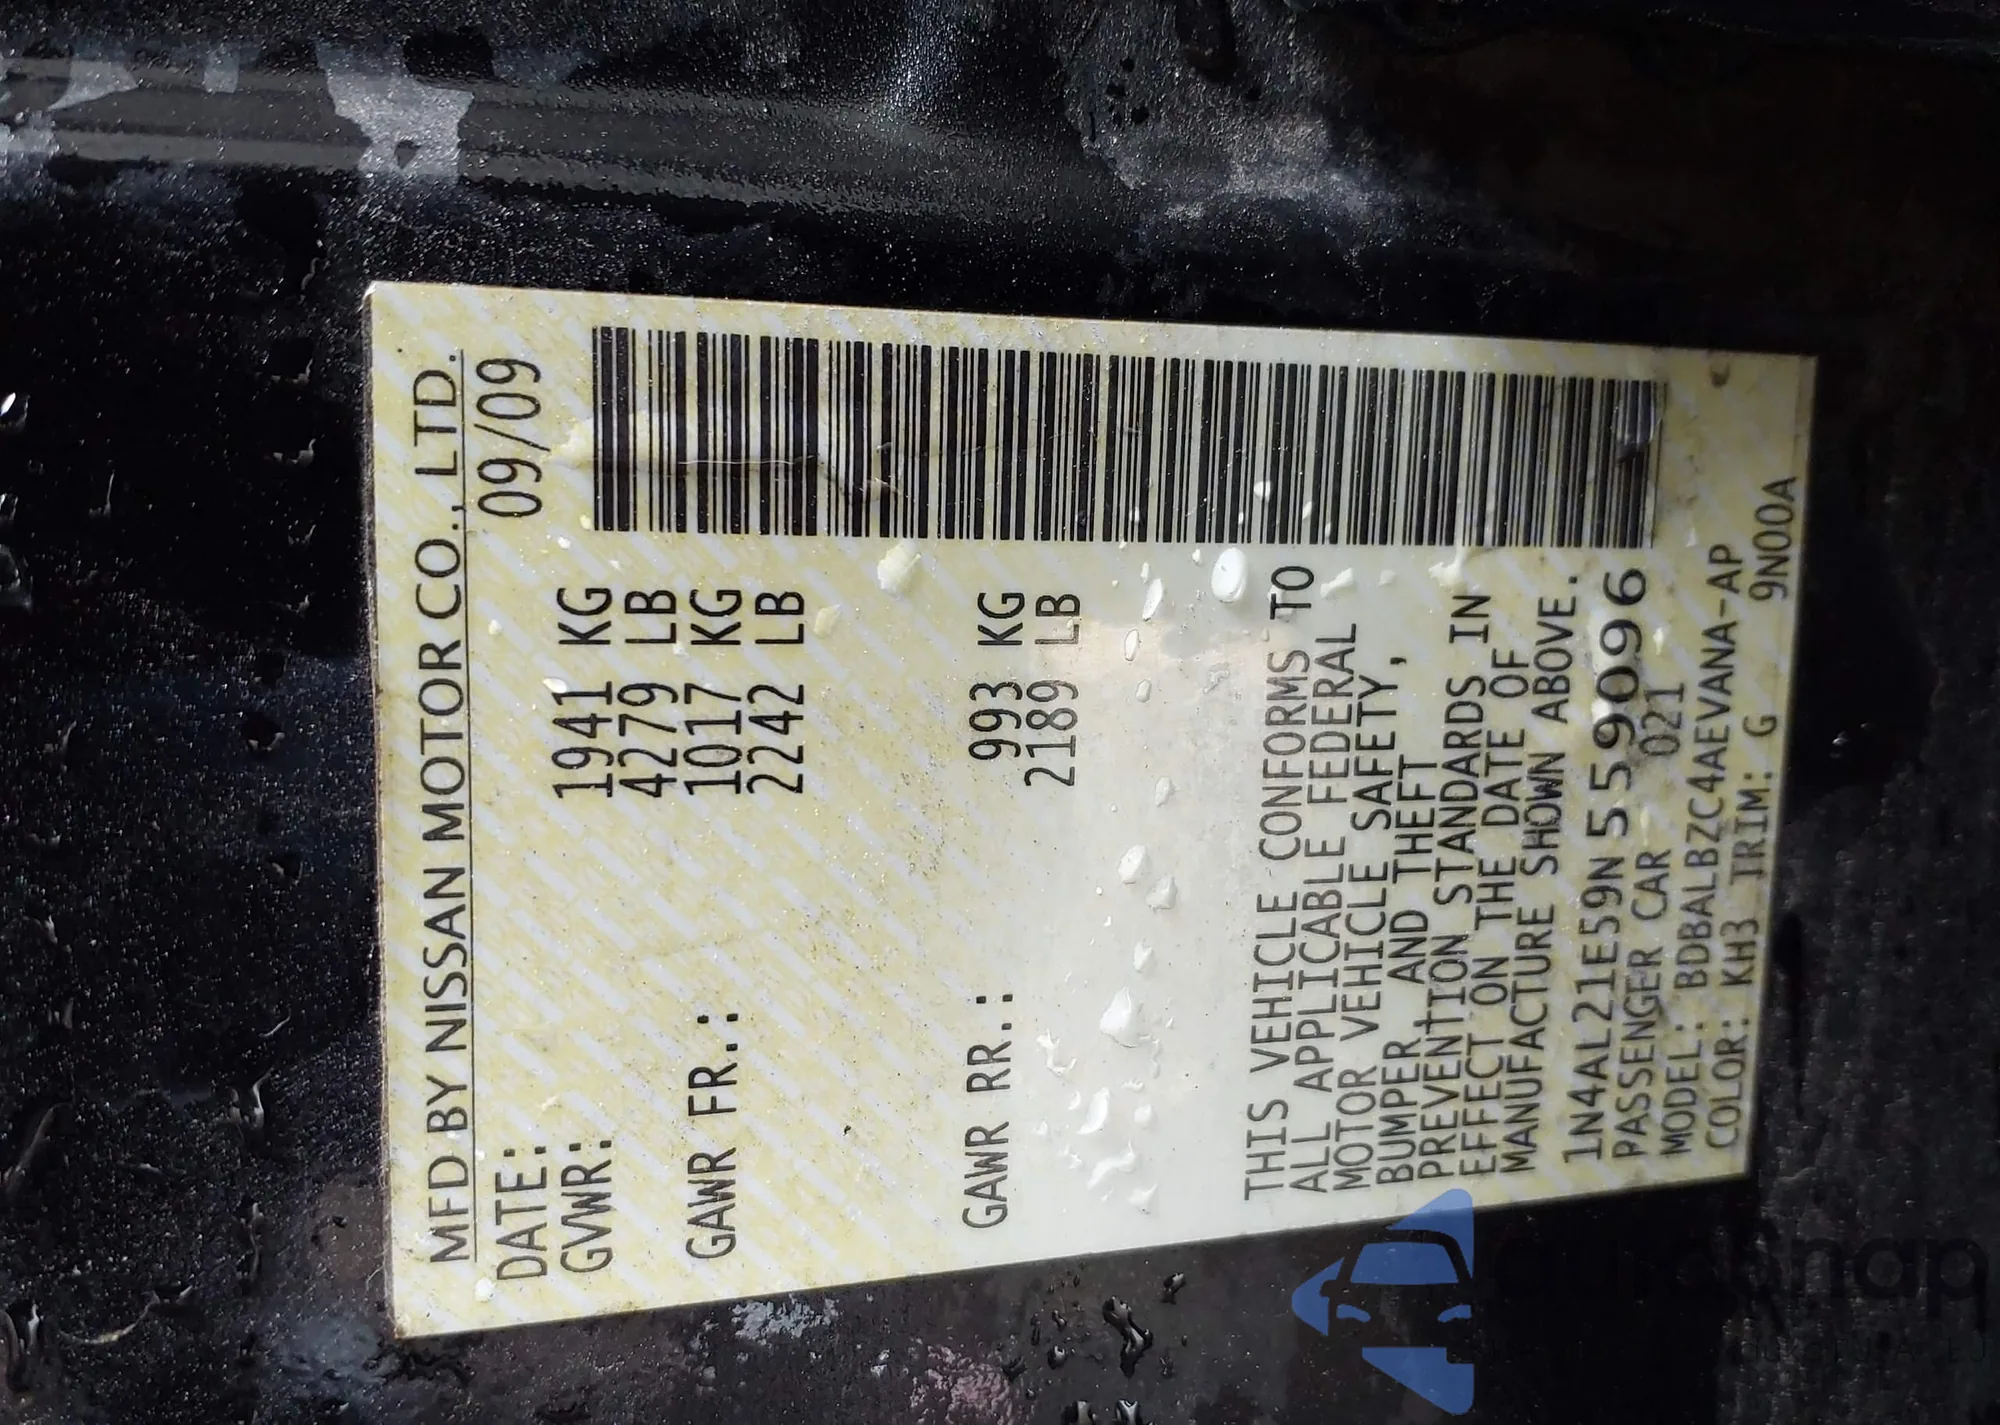 MFD BY NISSAN MOTOR CO., LTD.
DATE: 09/09
GVWR: 1941 KG
4279 LB
GAWR FR.: 1017 KG
2242 LB
GAWR RR.: 993 KG
2189 LB
THIS VEHICLE CONFORMS TO
ALL APPLICABLE FEDERAL
MOTOR VEHICLE SAFETY,
BUMPER, AND THEFT
PREVENTION STANDARDS IN
EFFECT ON THE DATE OF
MANUFACTURE SHOWN ABOVE.
1N4AL21E59N 559096
PASSENGER CAR 021
MODEL: BDBALBZC4AEVANA-AP
COLOR: KH3 TRIM: G 9N00A